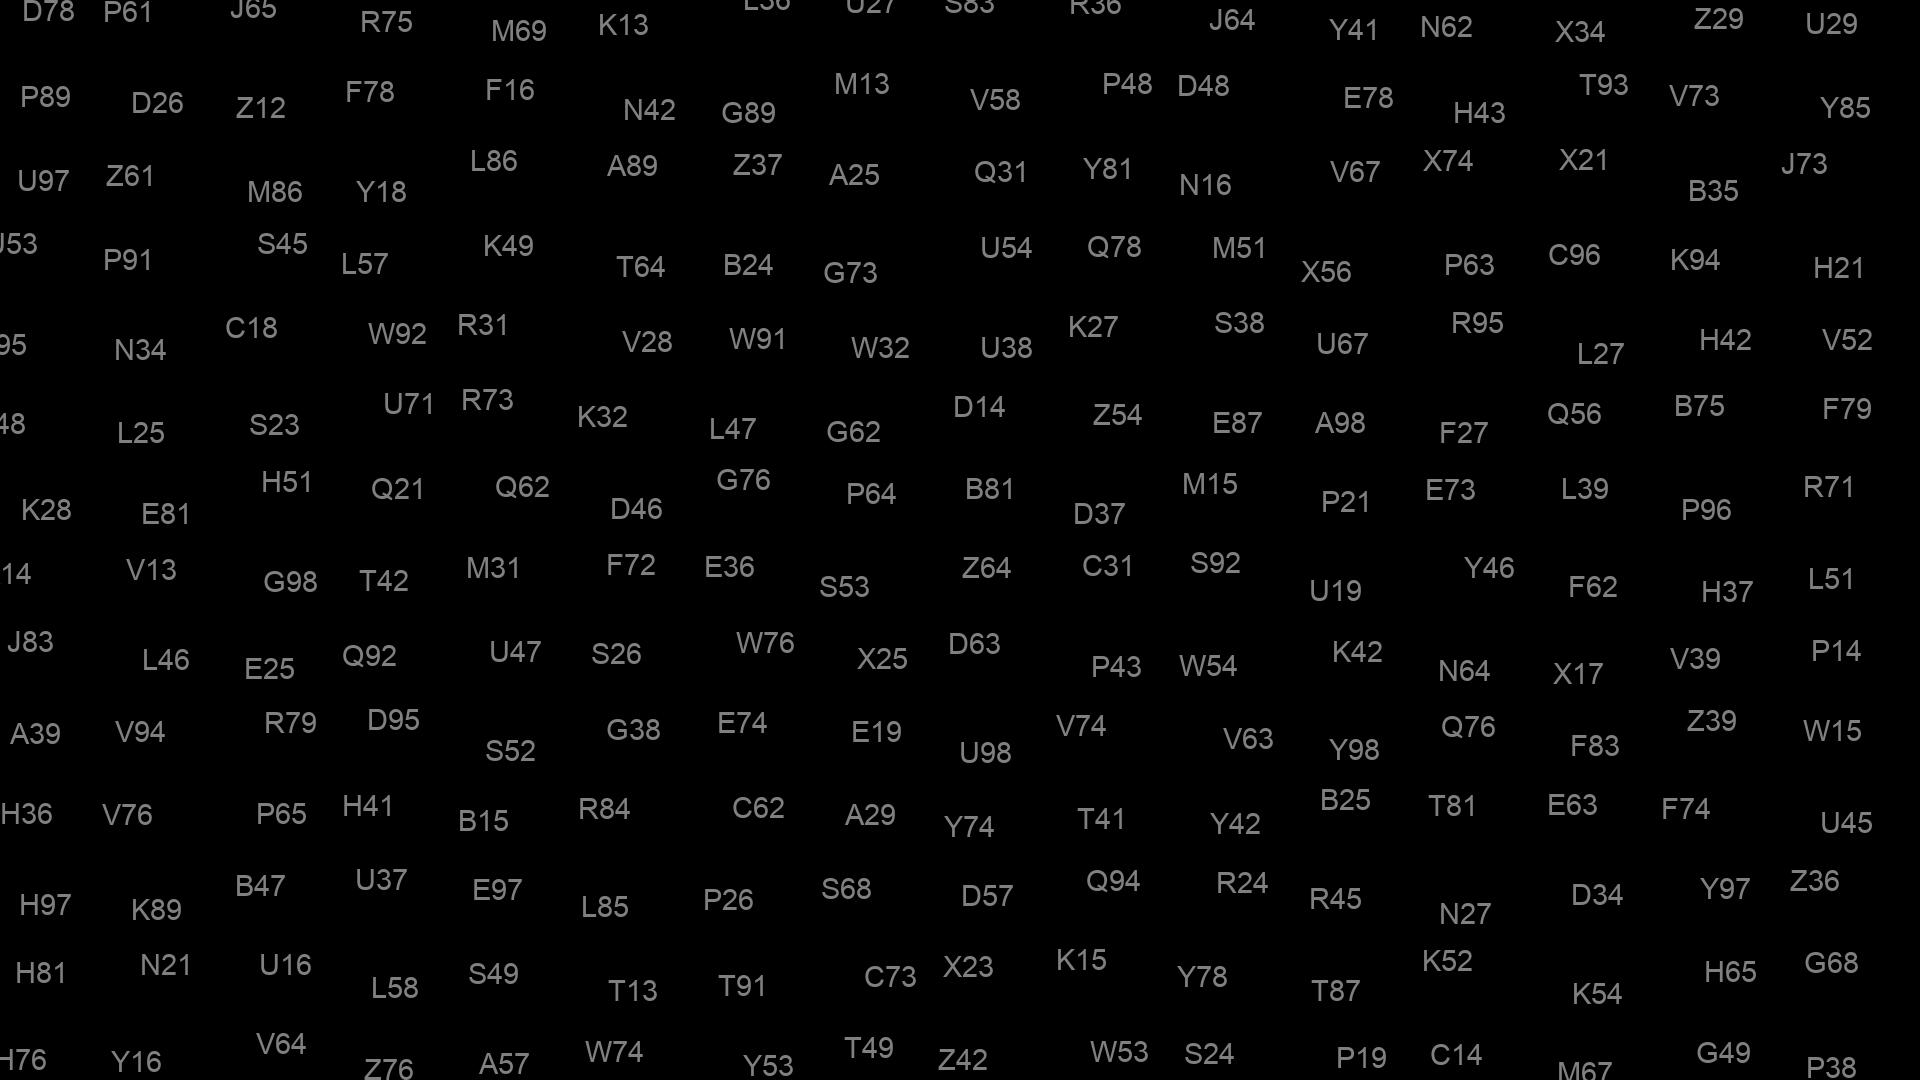 D78 P61 J65 R75 M69 K13 L36 U27 S83 R36 J64 Y41 N62 X34 Z29 U29
P89 D26 Z12 F78 F16 N42 G89 M13 V58 P48 D48 E78 H43 T93 V73 Y85
U97 Z61 M86 Y18 L86 A89 Z37 A25 Q31 Y81 N16 V67 X74 X21 B35 J73
P91 S45 L57 K49 T64 B24 G73 U54 Q78 M51 X56 P63 C96 K94 H21
95 N34 C18 W92 R31 V28 W91 W32 U38 K27 S38 U67 R95 L27 H42 V52
48 L25 S23 U71 R73 K32 L47 G62 D14 Z54 E87 A98 F27 Q56 B75 F79
K28 E81 H51 Q21 Q62 D46 G76 P64 B81 D37 M15 P21 E73 L39 P96 R71
14 V13 G98 T42 M31 F72 E36 S53 Z64 C31 S92 U19 Y46 F62 H37 L51
J83 L46 E25 Q92 U47 S26 W76 X25 D63 P43 W54 K42 N64 X17 V39 P14
A39 V94 R79 D95 S52 G38 E74 E19 U98 V74 V63 Y98 Q76 F83 Z39 W15
H36 V76 P65 H41 B15 R84 C62 A29 Y74 T41 Y42 B25 T81 E63 F74 U45
H97 K89 B47 U37 E97 L85 P26 S68 D57 Q94 R24 R45 N27 D34 Y97 Z36
H81 N21 U16 L58 S49 T13 T91 C73 X23 K15 Y78 T87 K52 K54 H65 G68
H76 Y16 V64 Z76 A57 W74 Y53 T49 Z42 W53 S24 P19 C14 M67 G49 P38